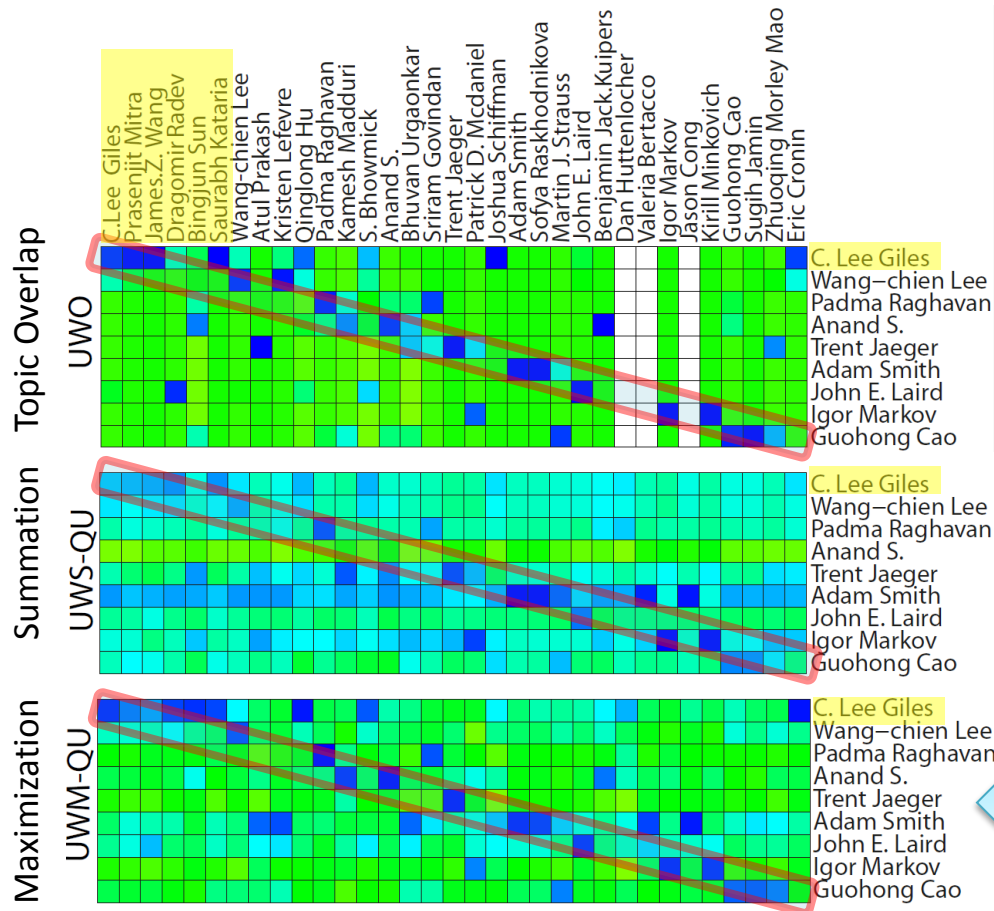 C.Lee Giles
Prasenjit Mitra
James.Z. Wang
Dragomir Radev
Bingjun Sun
Saurabh Kataria
Wang-chien Lee
Atul Prakash
Kristen Lefevre
Qinglong Hu
Padma Raghavan
Kamesh Madduri
S. Bhowmick
Anand S.
Bhuvan Urgaonkar
Sriram Govindan
Trent Jaeger
Patrick D. Mcdaniel
Joshua Schiffman
Adam Smith
Sofya Raskhodnikova
Martin J. Strauss
John E. Laird
Benjamin Jack.Kuipers
Dan Huttenlocher
Valeria Bertacco
Igor Markov
Jason Cong
Kirill Minkovich
Guohong Cao
Sugih Jamin
Zhuoqing Morley Mao
Eric Cronin
Topic Overlap
UWO
C. Lee Giles
Wang−chien Lee
Padma Raghavan
Anand S.
Trent Jaeger
Adam Smith
John E. Laird
Igor Markov
Guohong Cao
Summation
UWS-QU
C. Lee Giles
Wang−chien Lee
Padma Raghavan
Anand S.
Trent Jaeger
Adam Smith
John E. Laird
Igor Markov
Guohong Cao
Maximization
UWM-QU
C. Lee Giles
Wang−chien Lee
Padma Raghavan
Anand S.
Trent Jaeger
Adam Smith
John E. Laird
Igor Markov
Guohong Cao